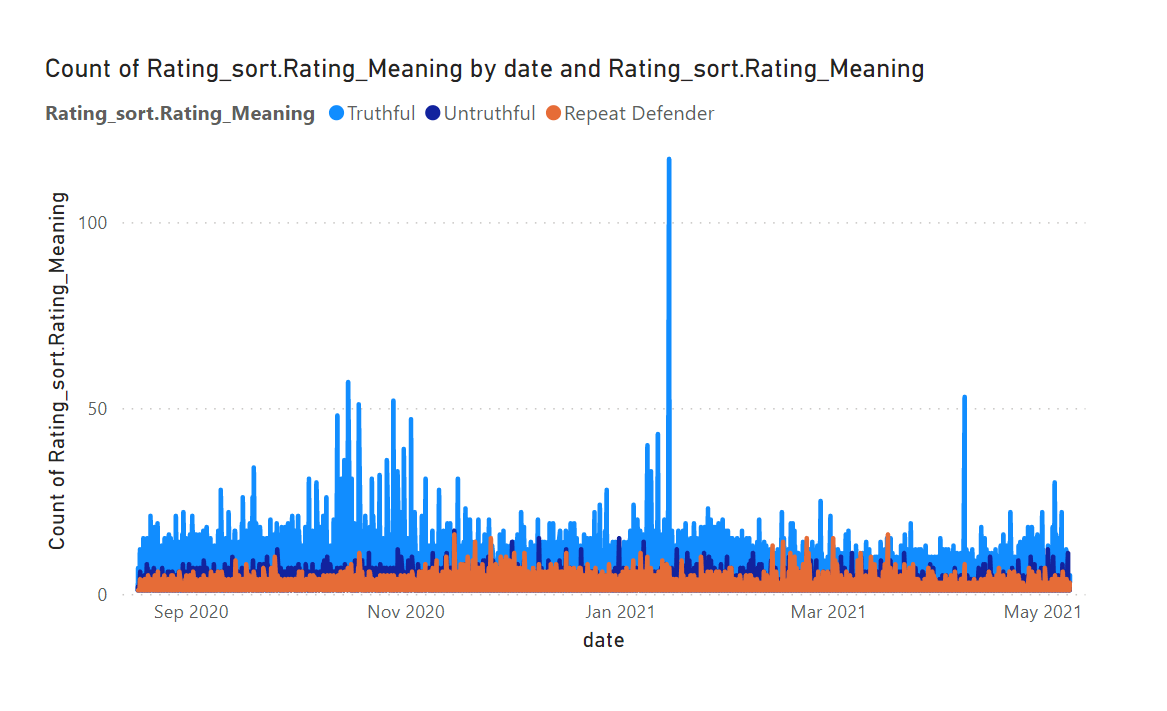 Count of Rating_sort.Rating_Meaning by date and Rating_sort.Rating_Meaning
Rating_sort.Rating_Meaning Truthful Untruthful Repeat Defender
Count of Rating_sort.Rating_Meaning
100
50
0
Sep 2020 Nov 2020 Jan 2021 Mar 2021 May 2021
date